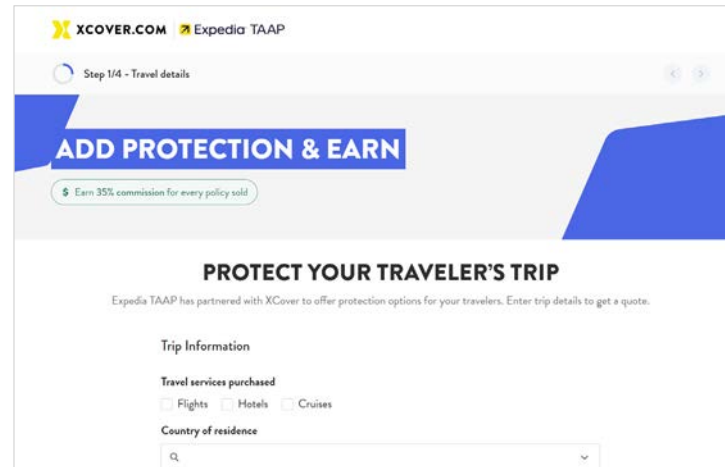 XCOVER.COM Expedia TAAP
Step 1/4 - Travel details
ADD PROTECTION & EARN
$ Earn 35% commission for every policy sold
PROTECT YOUR TRAVELER'S TRIP
Expedia TAAP has partnered with XCover to offer protection options for your travelers. Enter trip details to get a quote.
Trip Information
Travel services purchased
Flights Hotels Cruises
Country of residence